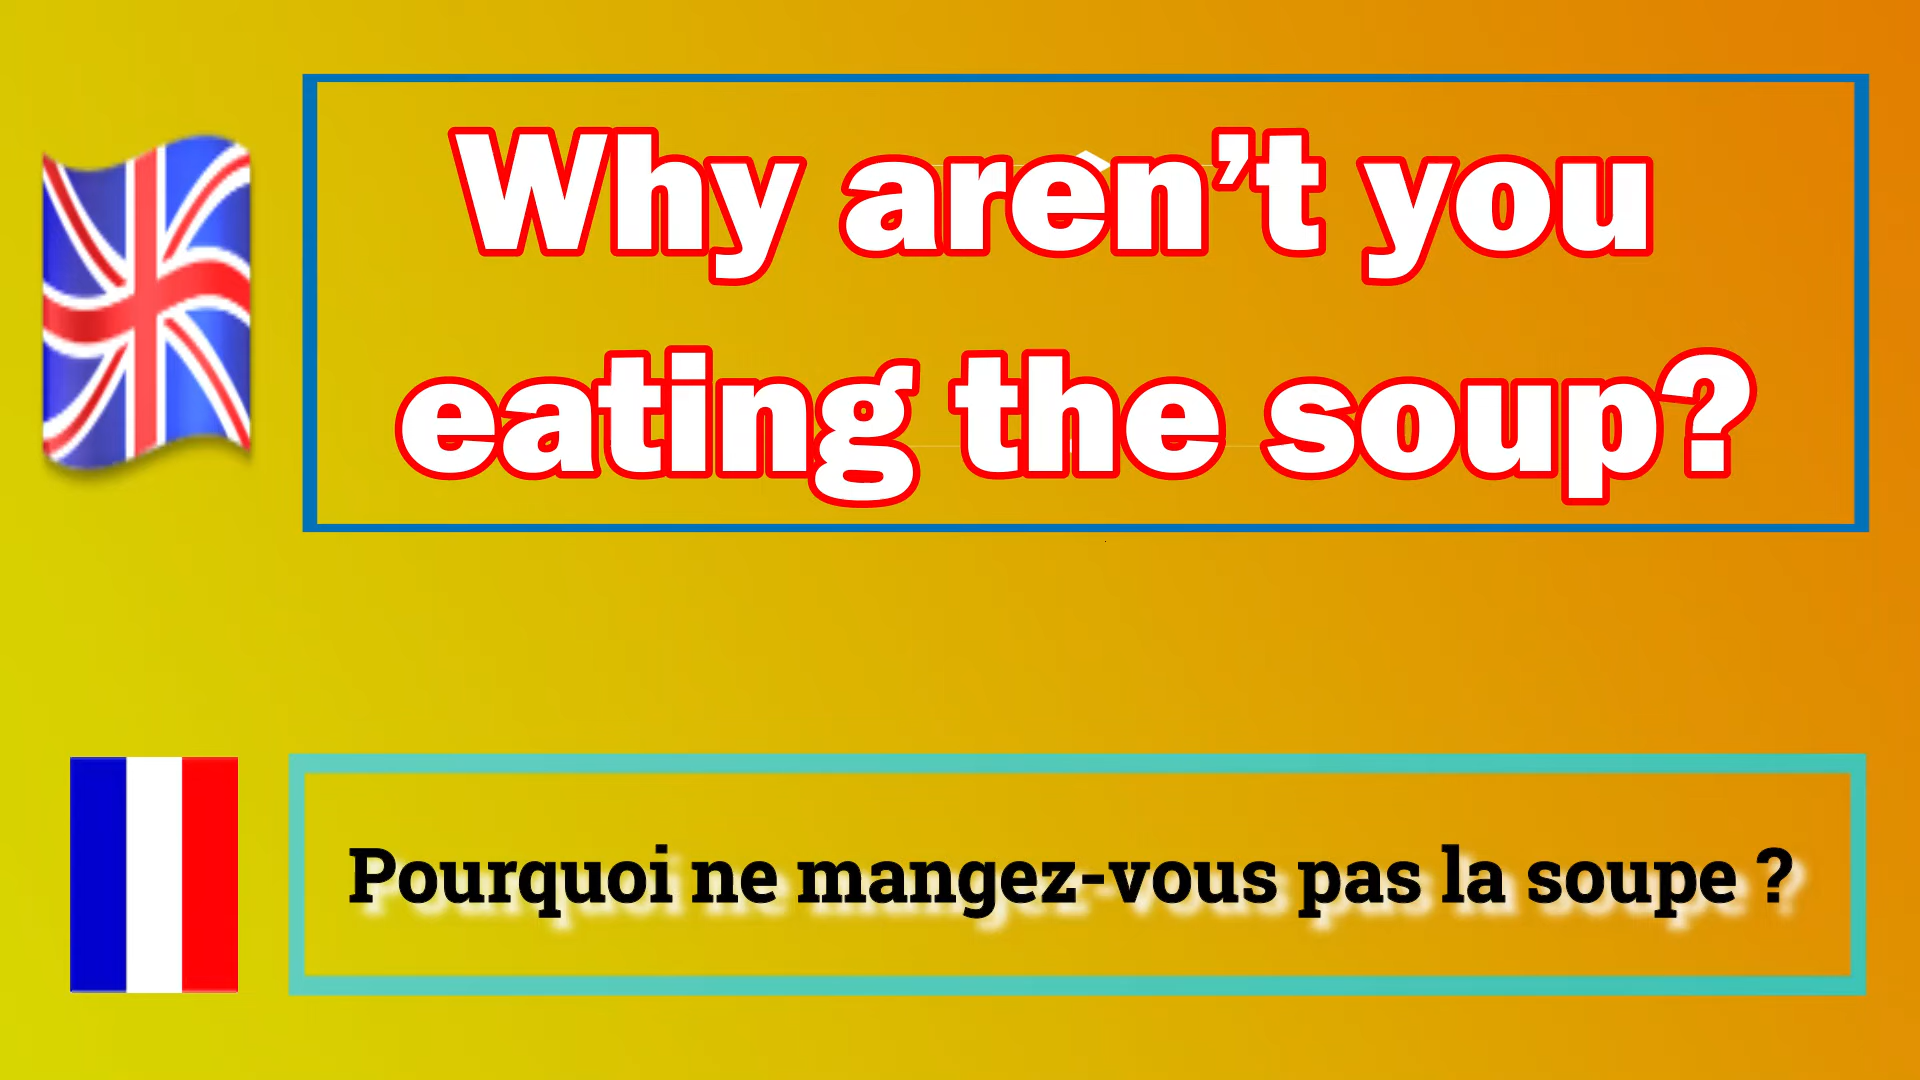 Why aren’t you
eating the soup?
Pourquoi ne mangez-vous pas la soupe ?